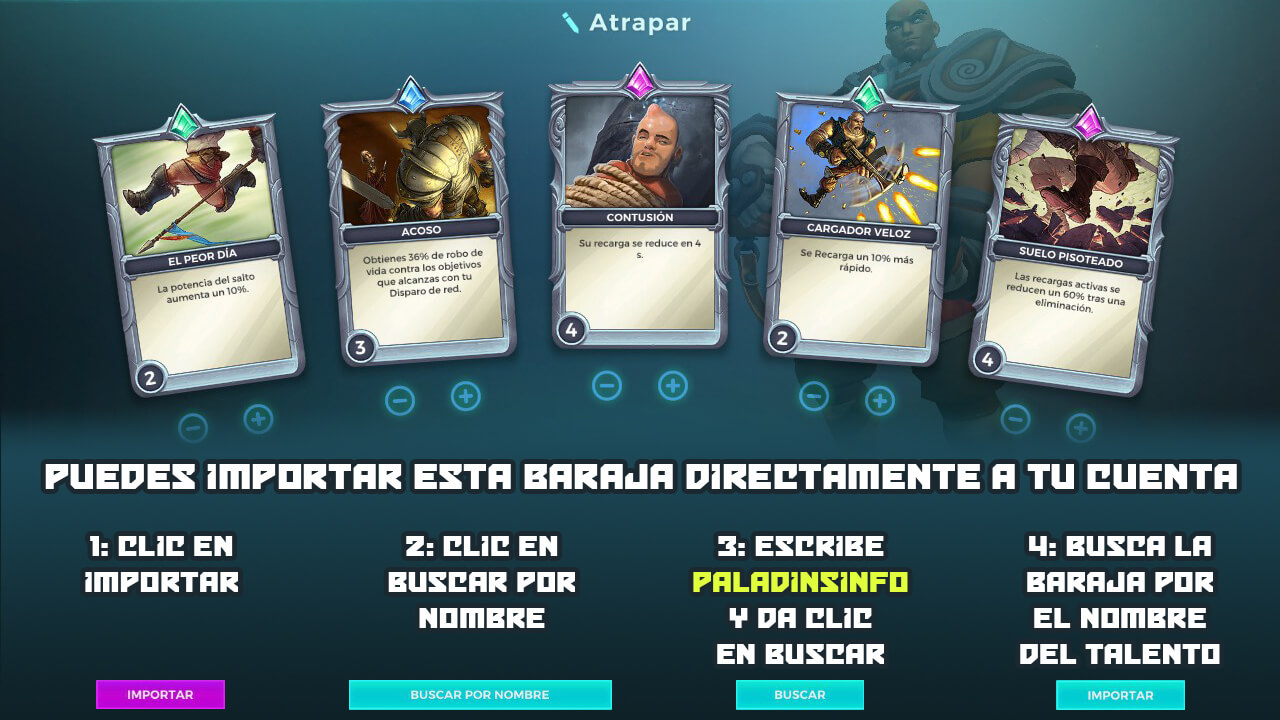 Atrapar
EL PEOR DÍA
La potencia del salto
aumenta un 10%.
2
ACOSO
Obtienes 36% de robo de
vida contra los objetivos
que alcanzas con tu
Disparo de red.
3
CONTUSIÓN
Su recarga se reduce en 4
s.
4
CARGADOR VELOZ
Se Recarga un 10% más
rápido.
2
SUELO PISOTEADO
Las recargas activas se
reducen un 60% tras una
eliminación.
4
PUEDES IMPORTAR ESTA BARAJA DIRECTAMENTE A TU CUENTA
1: CLIC EN
IMPORTAR
IMPORTAR
2: CLIC EN
BUSCAR POR
NOMBRE
BUSCAR POR NOMBRE
3: ESCRIBE
PALADINSINFO
Y DA CLIC
EN BUSCAR
BUSCAR
4: BUSCA LA
BARAJA POR
EL NOMBRE
DEL TALENTO
IMPORTAR